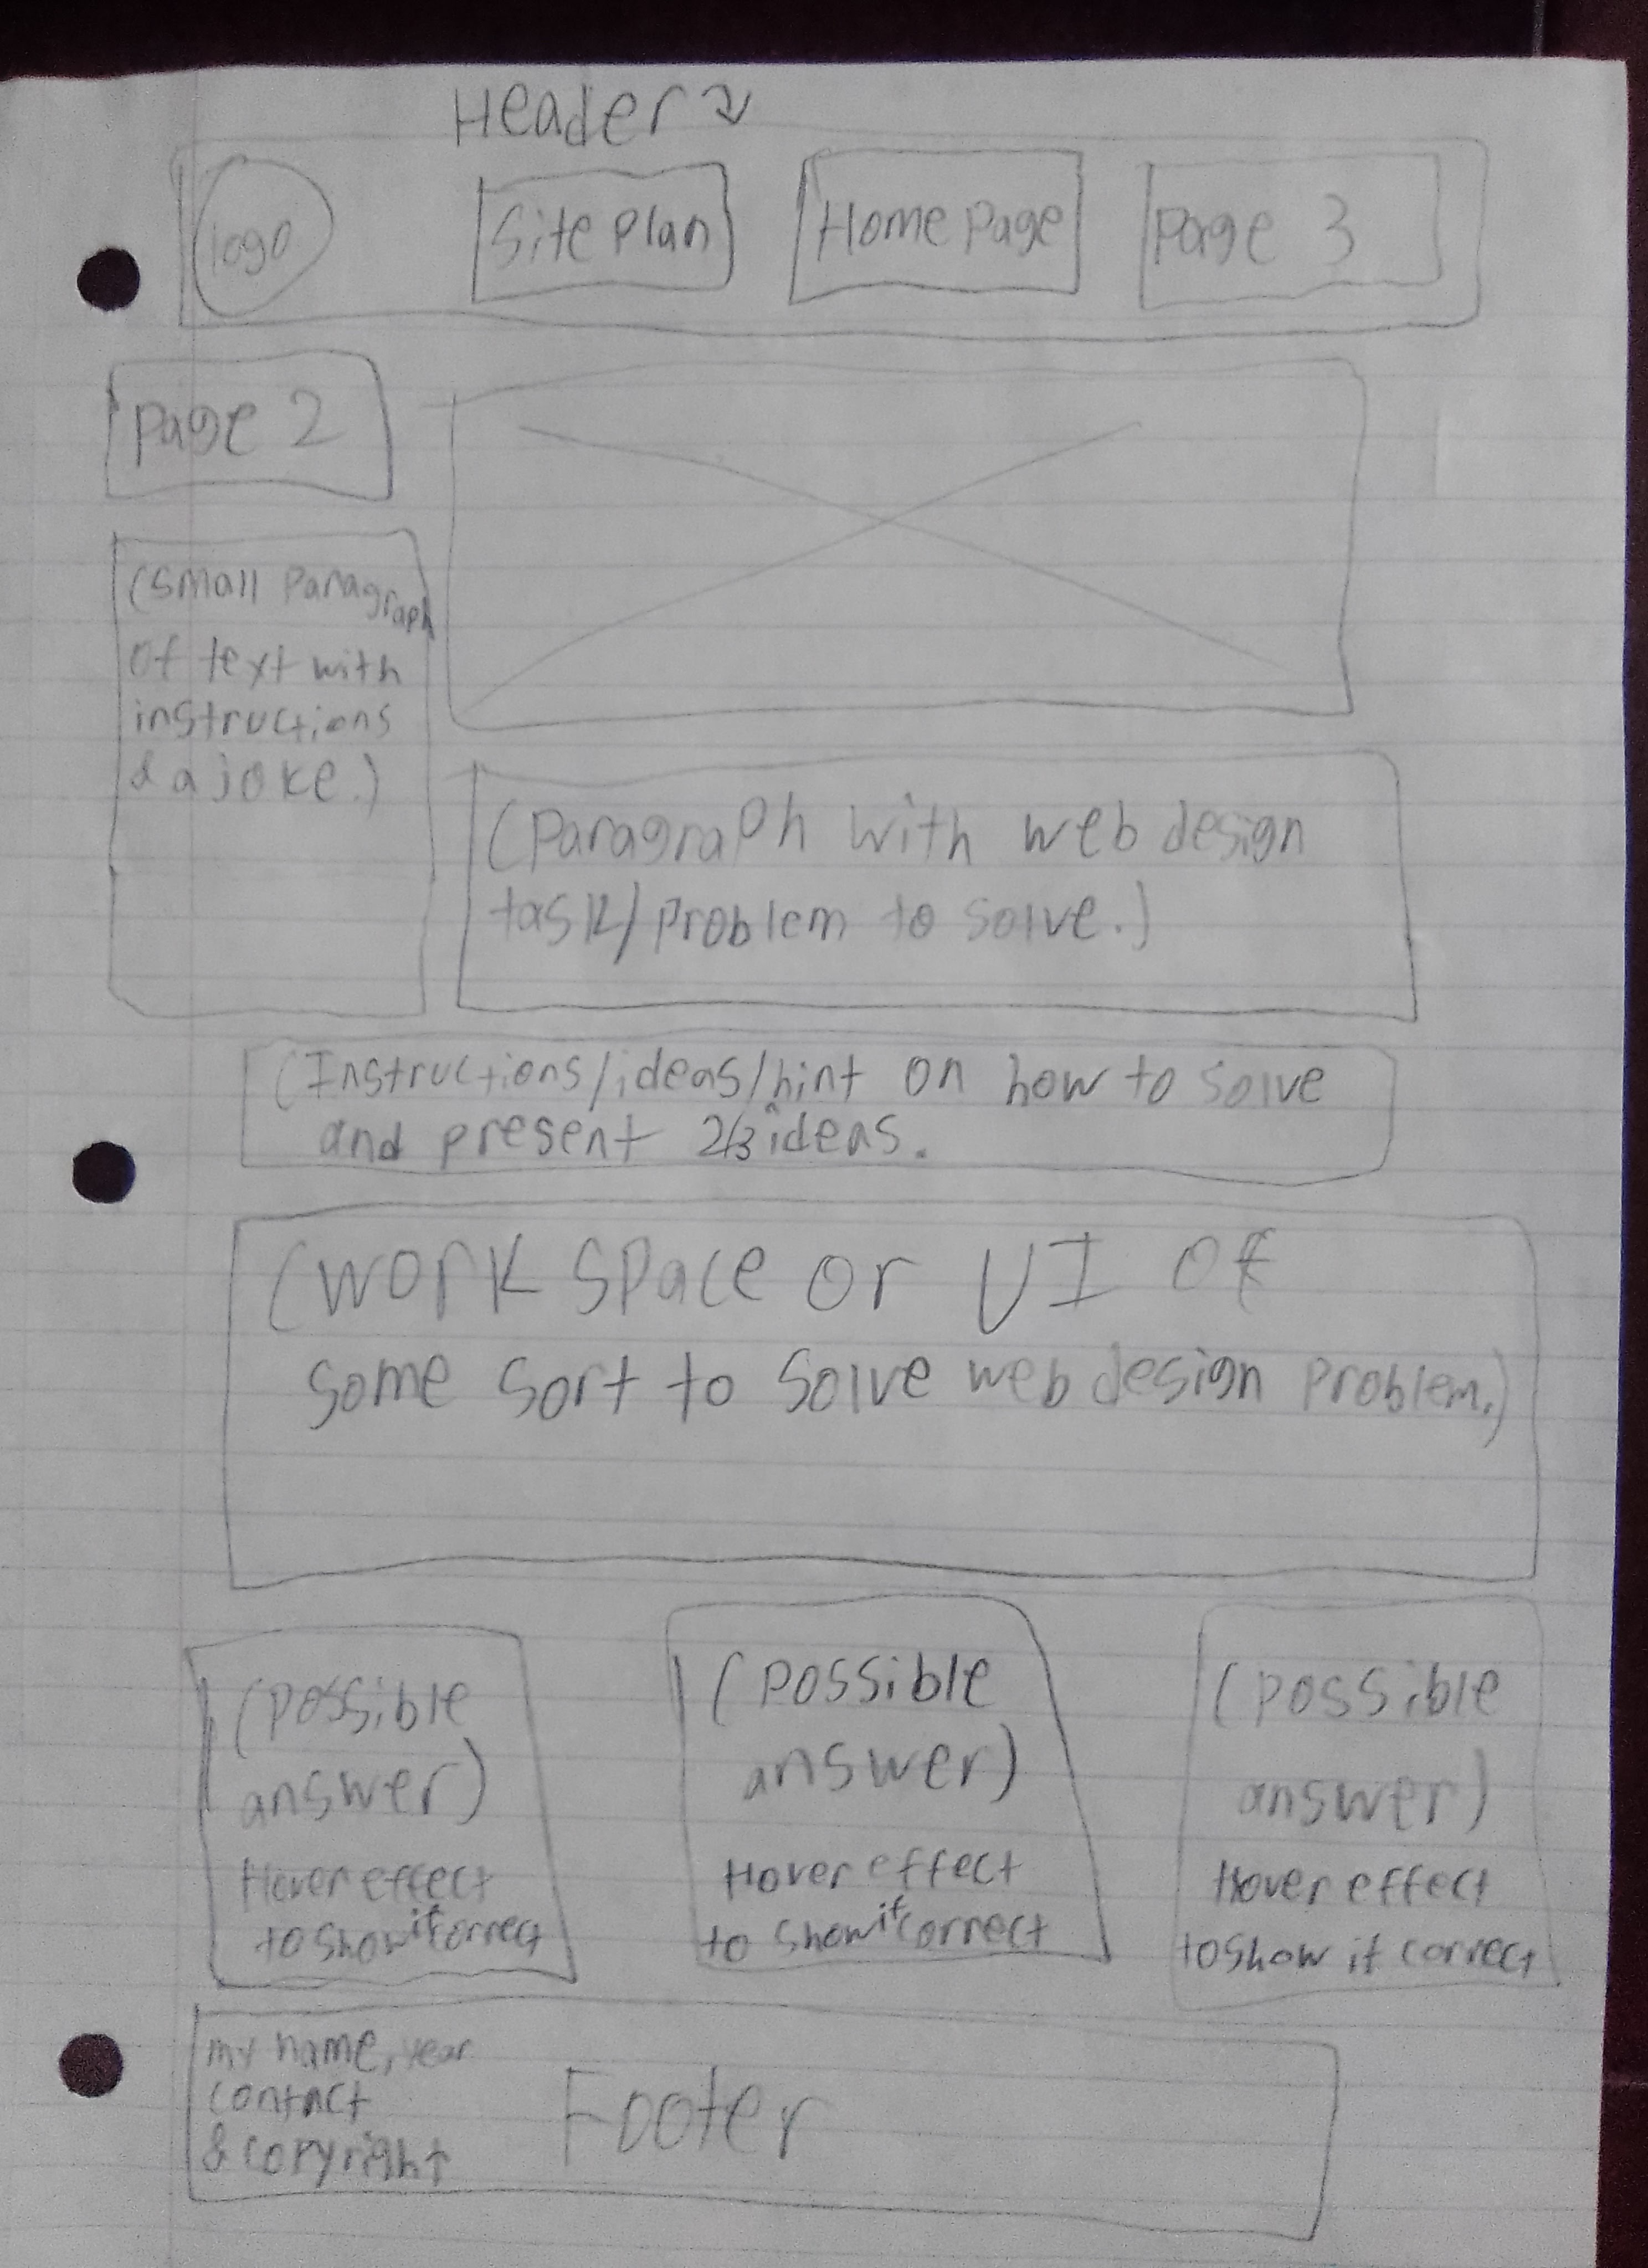 Header
logo
Site Plan
Home Page
Page 3
Page 2
(Small Paragraph
of text with
instructions
& a joke.)
(Paragraph with web design
task/problem to solve.)
(Instructions/ideas/hint on how to solve
and present 2/3 ideas.
(work space or UI of
some sort to solve web design problem.)
(possible
answer)
Hover effect
to show if correct
(possible
answer)
Hover effect
to show if correct
(possible
answer)
Hover effect
to show if correct
my name, year
contact
& copyright
Footer